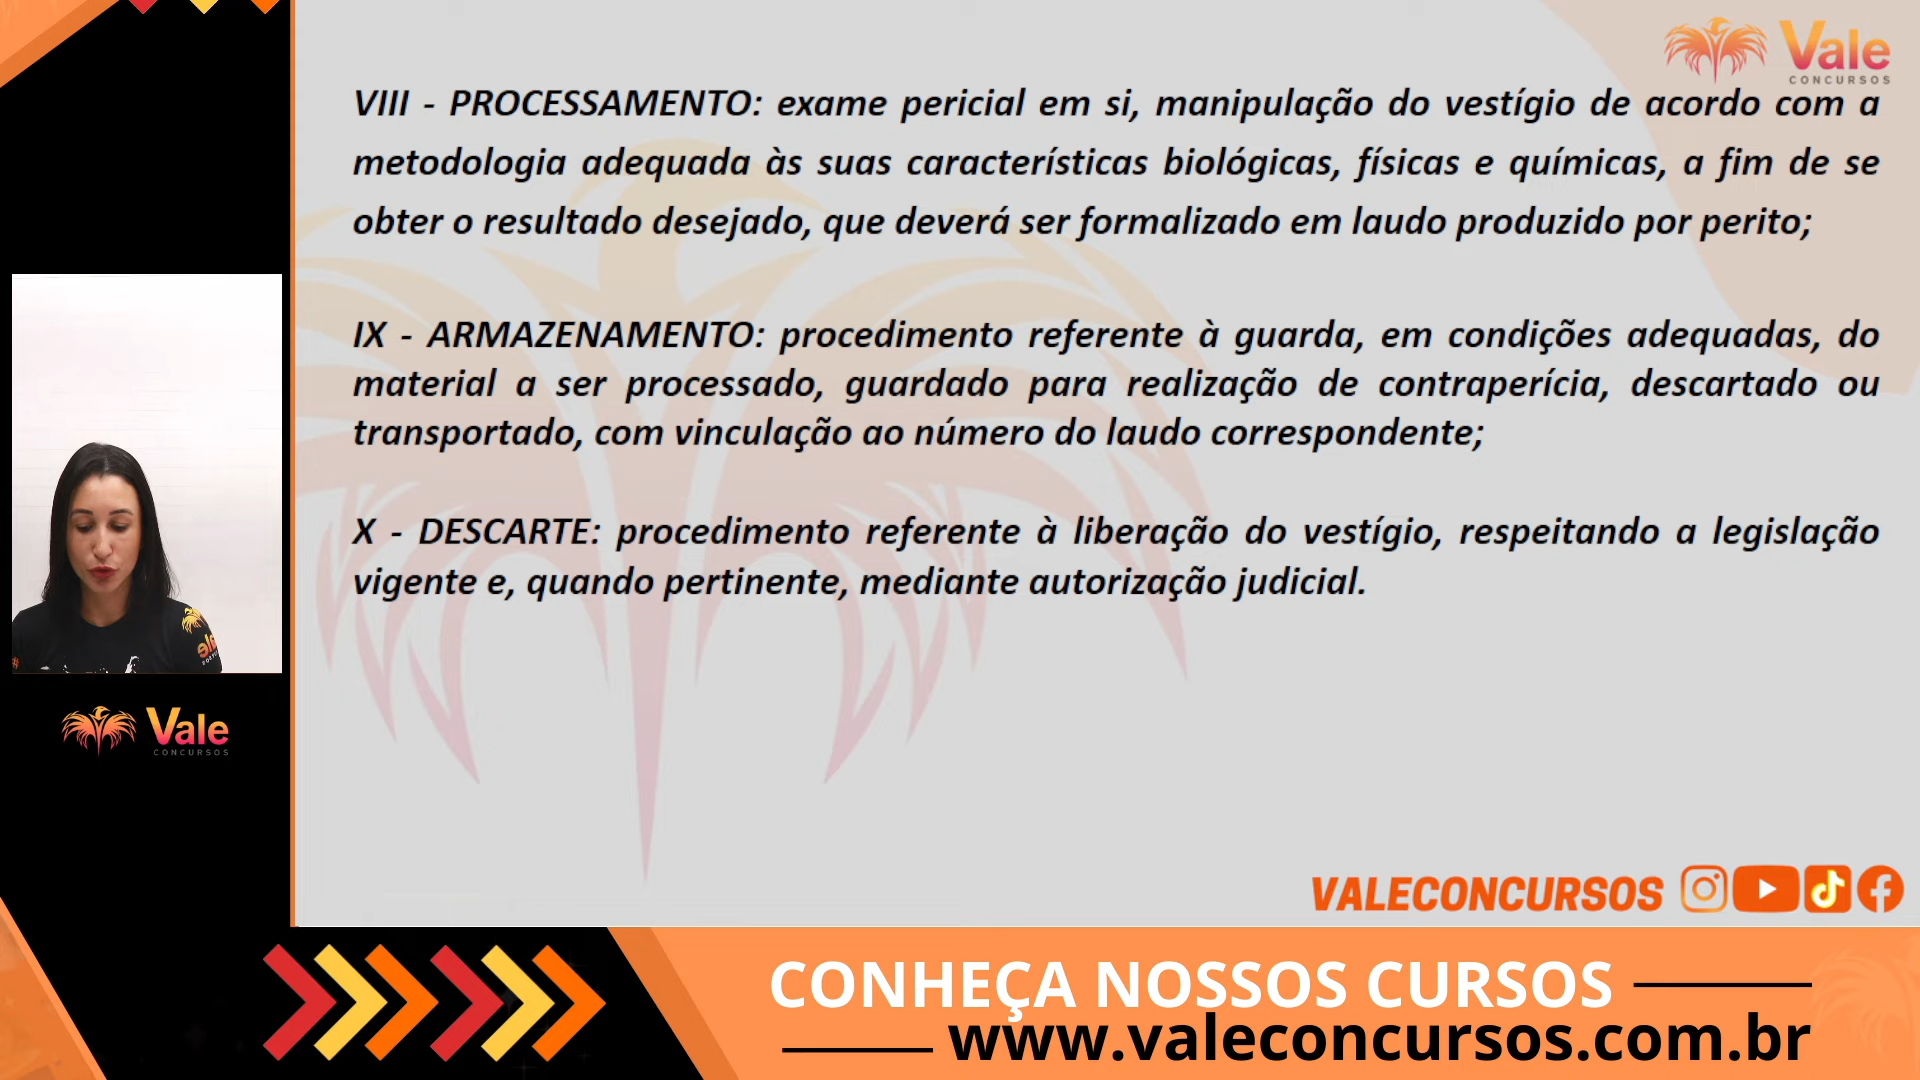 Vale
CONCURSOS
VIII - PROCESSAMENTO: exame pericial em si, manipulação do vestígio de acordo com a
metodologia adequada às suas características biológicas, físicas e químicas, a fim de se
obter o resultado desejado, que deverá ser formalizado em laudo produzido por perito;
IX - ARMAZENAMENTO: procedimento referente à guarda, em condições adequadas, do
material a ser processado, guardado para realização de contraperícia, descartado ou
transportado, com vinculação ao número do laudo correspondente;
X - DESCARTE: procedimento referente à liberação do vestígio, respeitando a legislação
vigente e, quando pertinente, mediante autorização judicial.
Vale
CONCURSOS
VALECONCURSOS
CONHEÇA NOSSOS CURSOS
www.valeconcursos.com.br